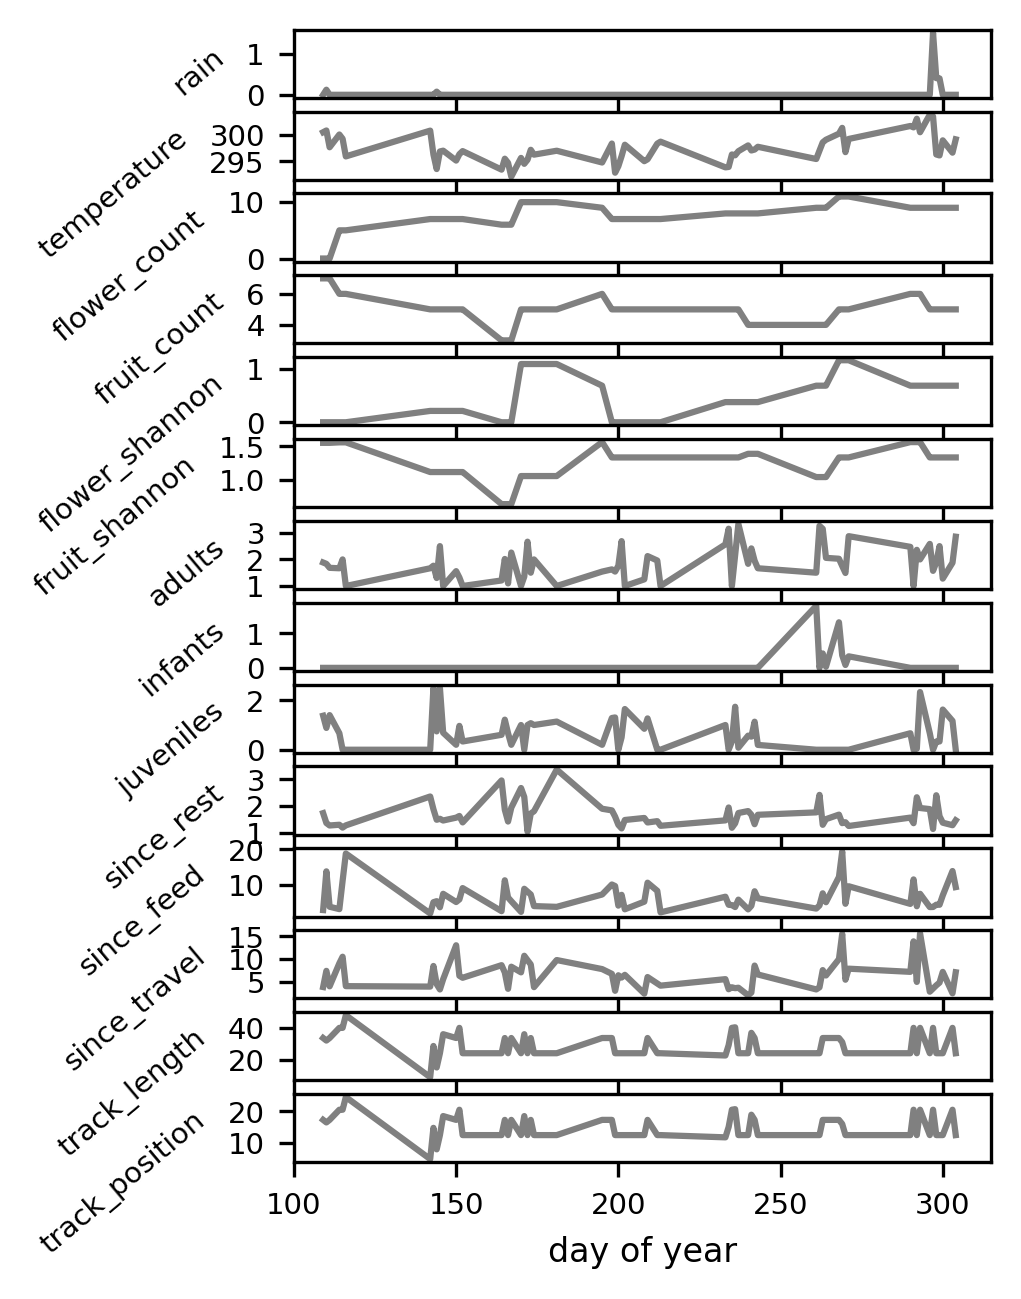 rain
1
0
temperature
300
295
flower_count
10
0
fruit_count
6
4
flower_shannon
1
0
fruit_shannon
1.5
1.0
adults
3
2
1
infants
1
0
juveniles
2
0
since_rest
3
2
1
since_feed
20
10
since_travel
15
10
5
track_length
40
20
track_position
20
10
100 150 200 250 300
day of year